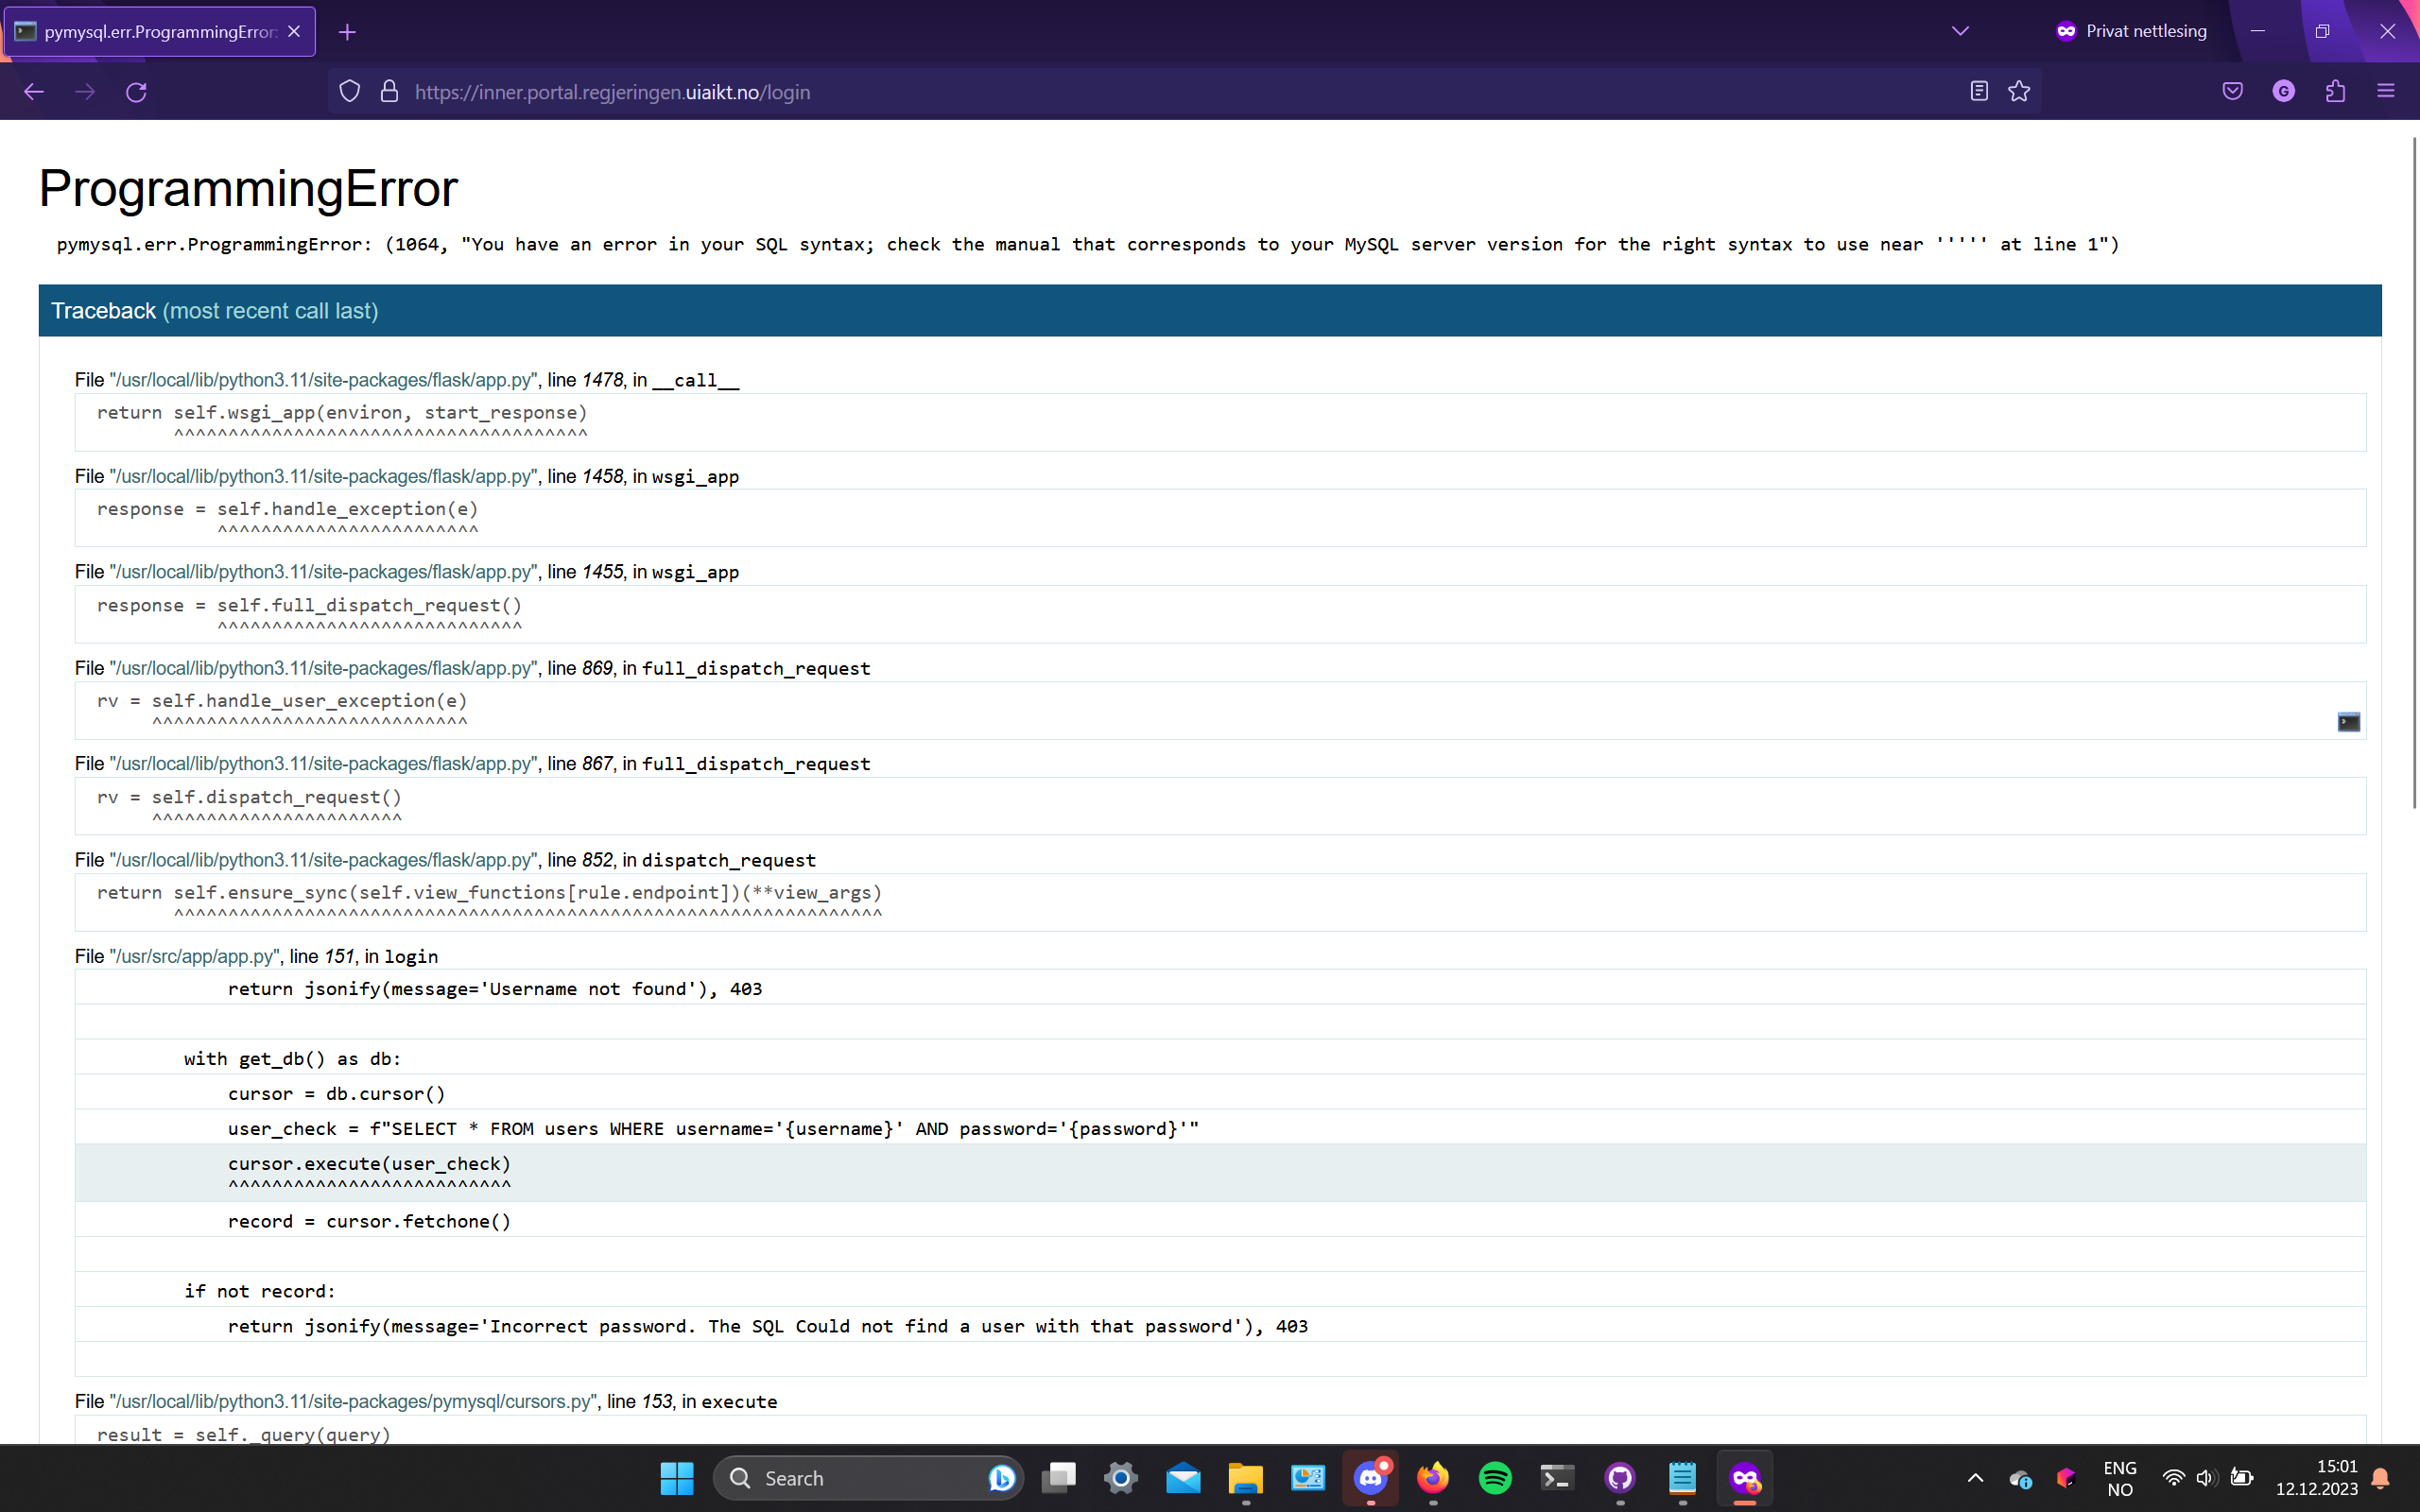 pymysql.err.ProgrammingError:
Privat nettlesing
https://inner.portal.regjeringen.uiaikt.no/login
ProgrammingError
pymysql.err.ProgrammingError: (1064, "You have an error in your SQL syntax; check the manual that corresponds to your MySQL server version for the right syntax to use near ''''' at line 1")
Traceback (most recent call last)
File "/usr/local/lib/python3.11/site-packages/flask/app.py", line 1478, in __call__
return self.wsgi_app(environ, start_response)
^^^^^^^^^^^^^^^^^^^^^^^^^^^^^^^^^^^^^^
File "/usr/local/lib/python3.11/site-packages/flask/app.py", line 1458, in wsgi_app
response = self.handle_exception(e)
^^^^^^^^^^^^^^^^^^^^^^^^
File "/usr/local/lib/python3.11/site-packages/flask/app.py", line 1455, in wsgi_app
response = self.full_dispatch_request()
^^^^^^^^^^^^^^^^^^^^^^^^^^^^
File "/usr/local/lib/python3.11/site-packages/flask/app.py", line 869, in full_dispatch_request
rv = self.handle_user_exception(e)
^^^^^^^^^^^^^^^^^^^^^^^^^^^^^
File "/usr/local/lib/python3.11/site-packages/flask/app.py", line 867, in full_dispatch_request
rv = self.dispatch_request()
^^^^^^^^^^^^^^^^^^^^^^^
File "/usr/local/lib/python3.11/site-packages/flask/app.py", line 852, in dispatch_request
return self.ensure_sync(self.view_functions[rule.endpoint])(**view_args)
^^^^^^^^^^^^^^^^^^^^^^^^^^^^^^^^^^^^^^^^^^^^^^^^^^^^^^^^^^^^^^^^^
File "/usr/src/app/app.py", line 151, in login
return jsonify(message='Username not found'), 403
with get_db() as db:
cursor = db.cursor()
user_check = f"SELECT * FROM users WHERE username='{username}' AND password='{password}'"
cursor.execute(user_check)
^^^^^^^^^^^^^^^^^^^^^^^^^^
record = cursor.fetchone()
if not record:
return jsonify(message='Incorrect password. The SQL Could not find a user with that password'), 403
File "/usr/local/lib/python3.11/site-packages/pymysql/cursors.py", line 153, in execute
result = self._query(query)
Search
ENG
NO
15:01
12.12.2023